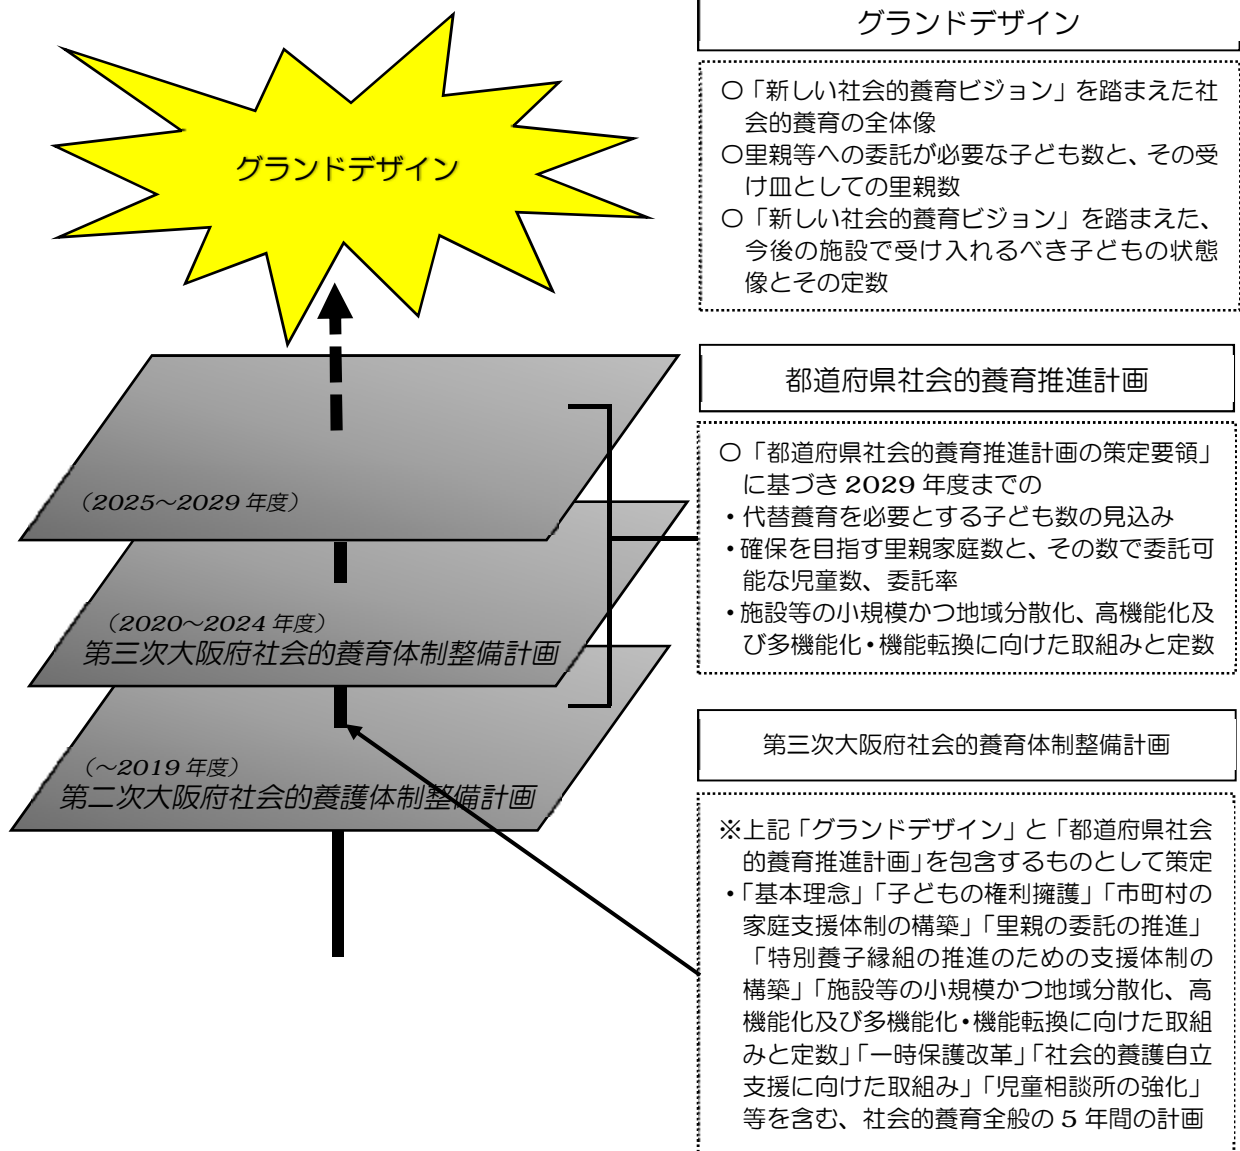 グランドデザイン
グランドデザイン
〇「新しい社会的養育ビジョン」を踏まえた社
会的養育の全体像
〇里親等への委託が必要な子ども数と、その受
け皿としての里親数
〇「新しい社会的養育ビジョン」を踏まえた、
今後の施設で受け入れるべき子どもの状態
像とその定数
都道府県社会的養育推進計画
〇「都道府県社会的養育推進計画の策定要領」
に基づき 2029 年度までの
・代替養育を必要とする子ども数の見込み
・確保を目指す里親家庭数と、その数で委託可
能な児童数、委託率
・施設等の小規模かつ地域分散化、高機能化及
び多機能化・機能転換に向けた取組みと定数
（2025～2029 年度）
（2020～2024 年度）
第三次大阪府社会的養育体制整備計画
（～2019 年度）
第二次大阪府社会的養護体制整備計画
第三次大阪府社会的養育体制整備計画
※上記「グランドデザイン」と「都道府県社会
的養育推進計画」を包含するものとして策定
・「基本理念」「子どもの権利擁護」「市町村の
家庭支援体制の構築」「里親の委託の推進」
「特別養子縁組の推進のための支援体制の
構築」「施設等の小規模かつ地域分散化、高
機能化及び多機能化・機能転換に向けた取組
みと定数」「一時保護改革」「社会的養護自立
支援に向けた取組み」「児童相談所の強化」
等を含む、社会的養育全般の 5 年間の計画